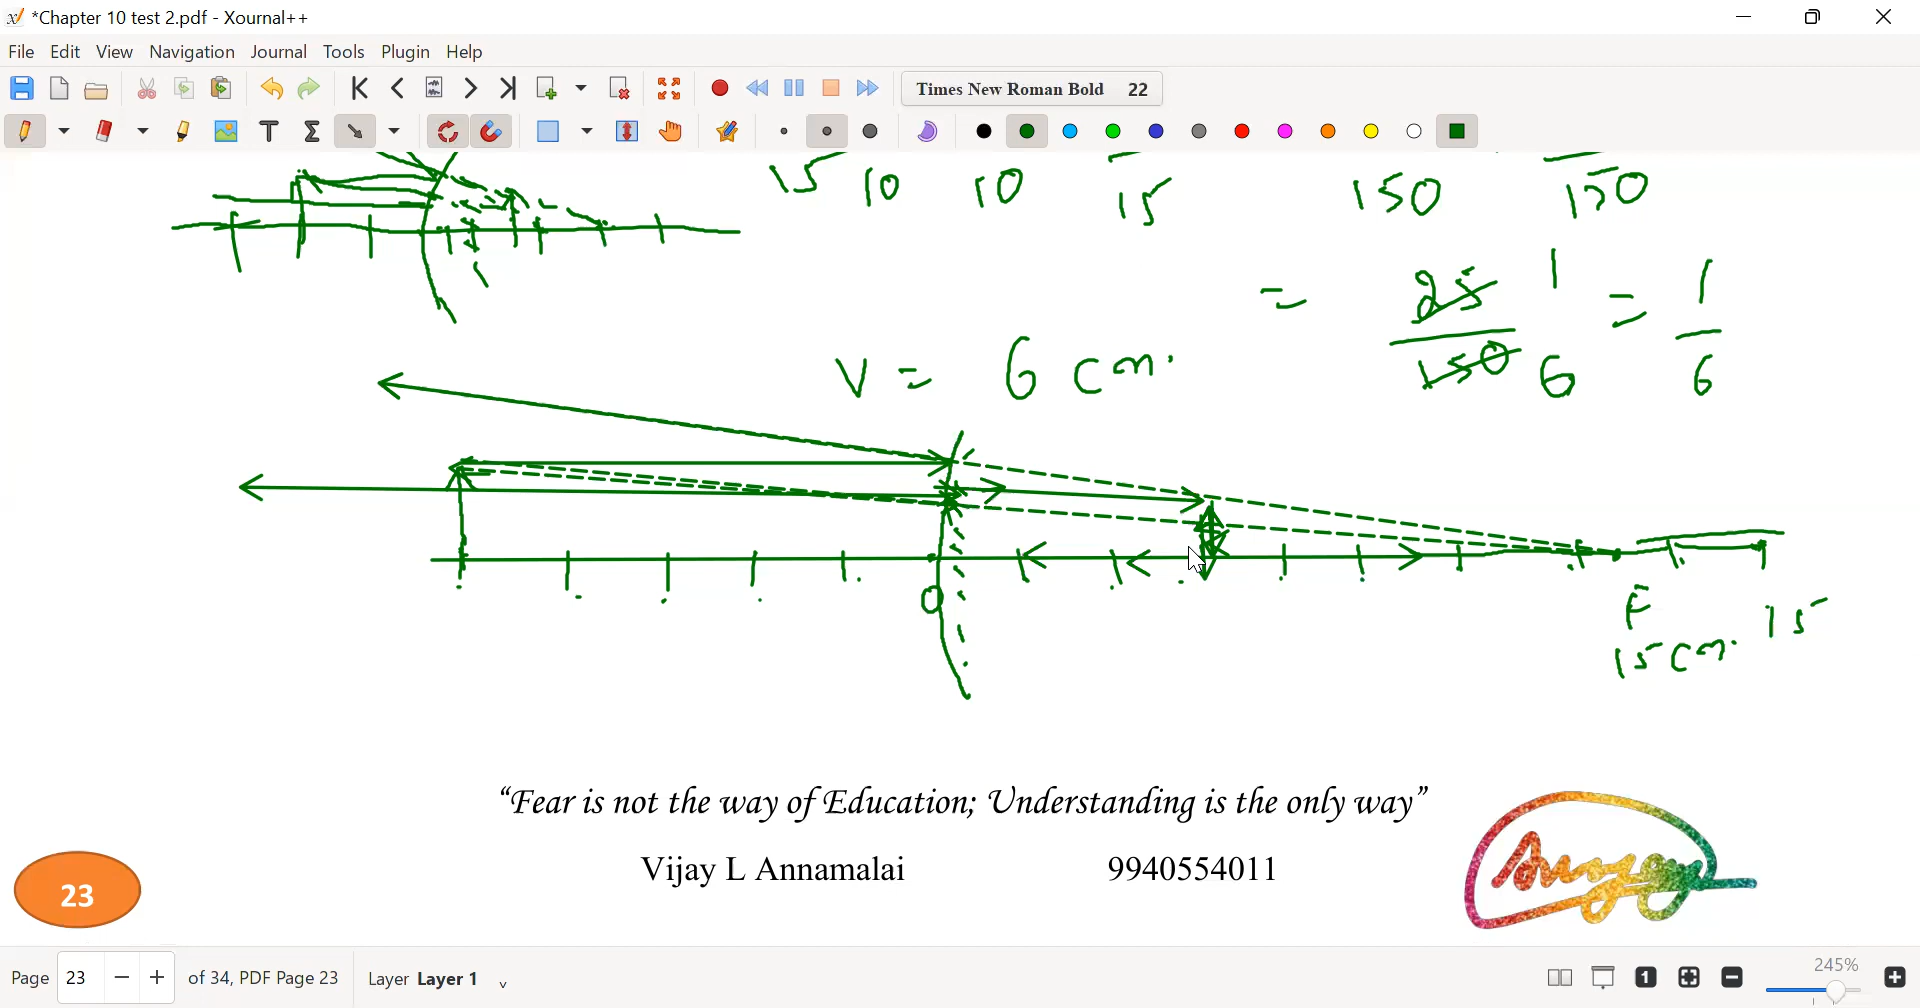 *Chapter 10 test 2.pdf - Xournal++
File Edit View Navigation Journal Tools Plugin Help
Times New Roman Bold 22
15 10 10 15 150 150
= 25/150 1/6 = 1/6
V = 6 cm.
O
F
15 cm. 15
“Fear is not the way of Education; Understanding is the only way”
Vijay L Annamalai 9940554011
23
Page 23 of 34, PDF Page 23 Layer Layer 1
245%